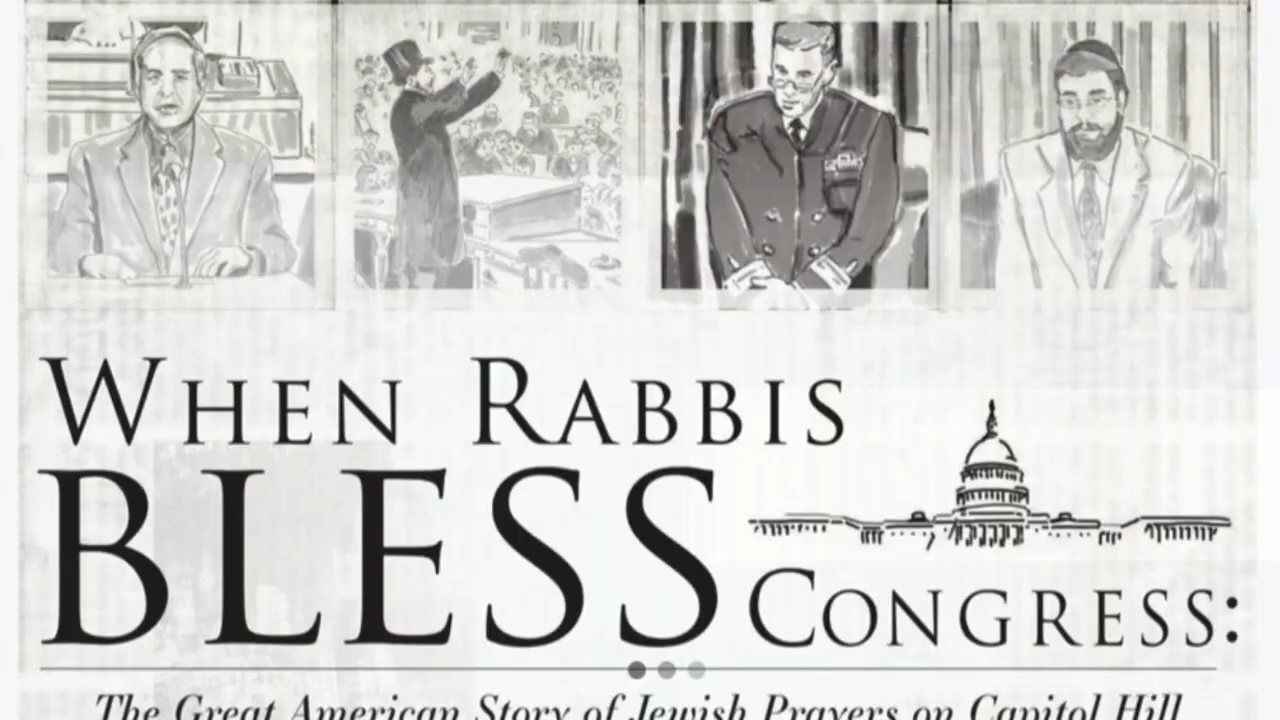 When Rabbis
BLESS
Congress:
The Great American Story of Jewish Prayers on Capitol Hill